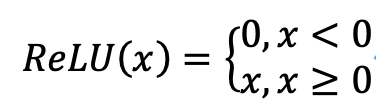 ReLU(x) = {0, x < 0
x, x ≥ 0